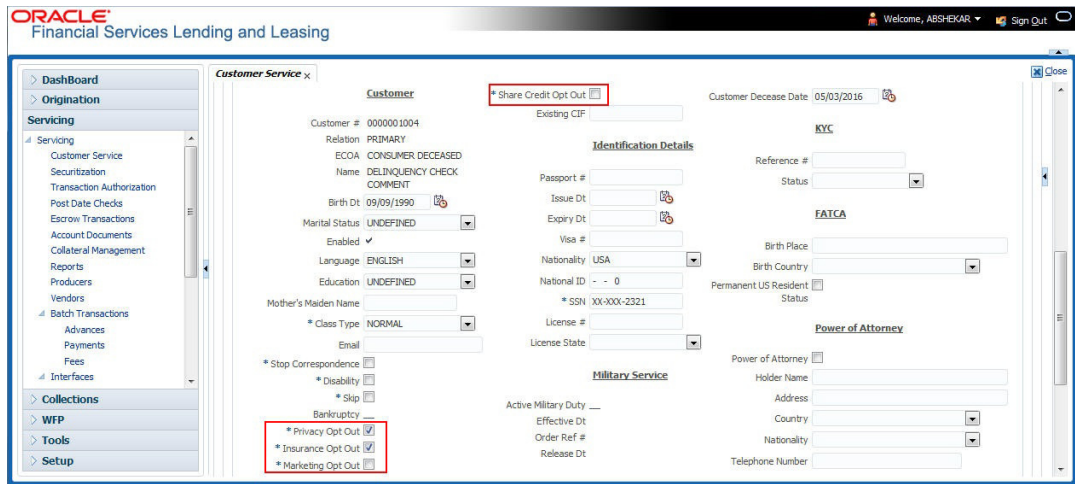 ORACLE®
Financial Services Lending and Leasing
Welcome, ABSHEKAR
Sign Out
DashBoard
Origination
Servicing
Servicing
Customer Service
Securitization
Transaction Authorization
Post Date Checks
Escrow Transactions
Account Documents
Collateral Management
Reports
Producers
Vendors
Batch Transactions
Advances
Payments
Fees
Interfaces
Collections
WFP
Tools
Setup
Customer Service x
Close
Customer
Customer # 0000001004
Relation PRIMARY
ECOA CONSUMER DECEASED
Name DELINQUENCY CHECK
COMMENT
Birth Dt 09/09/1990
Marital Status UNDEFINED
Enabled
Language ENGLISH
Education UNDEFINED
Mother's Maiden Name
* Class Type NORMAL
Email
* Stop Correspondence
* Disability
* Skip
Bankruptcy __
* Privacy Opt Out
* Insurance Opt Out
* Marketing Opt Out
* Share Credit Opt Out
Existing CIF
Identification Details
Passport #
Issue Dt
Expiry Dt
Visa #
Nationality USA
National ID - - 0
* SSN XX-XXX-2321
License #
License State
Military Service
Active Military Duty __
Effective Dt
Order Ref #
Release Dt
Customer Decease Date 05/03/2016
KYC
Reference #
Status
FATCA
Birth Place
Birth Country
Permanent US Resident
Status
Power of Attorney
Power of Attorney
Holder Name
Address
Country
Nationality
Telephone Number